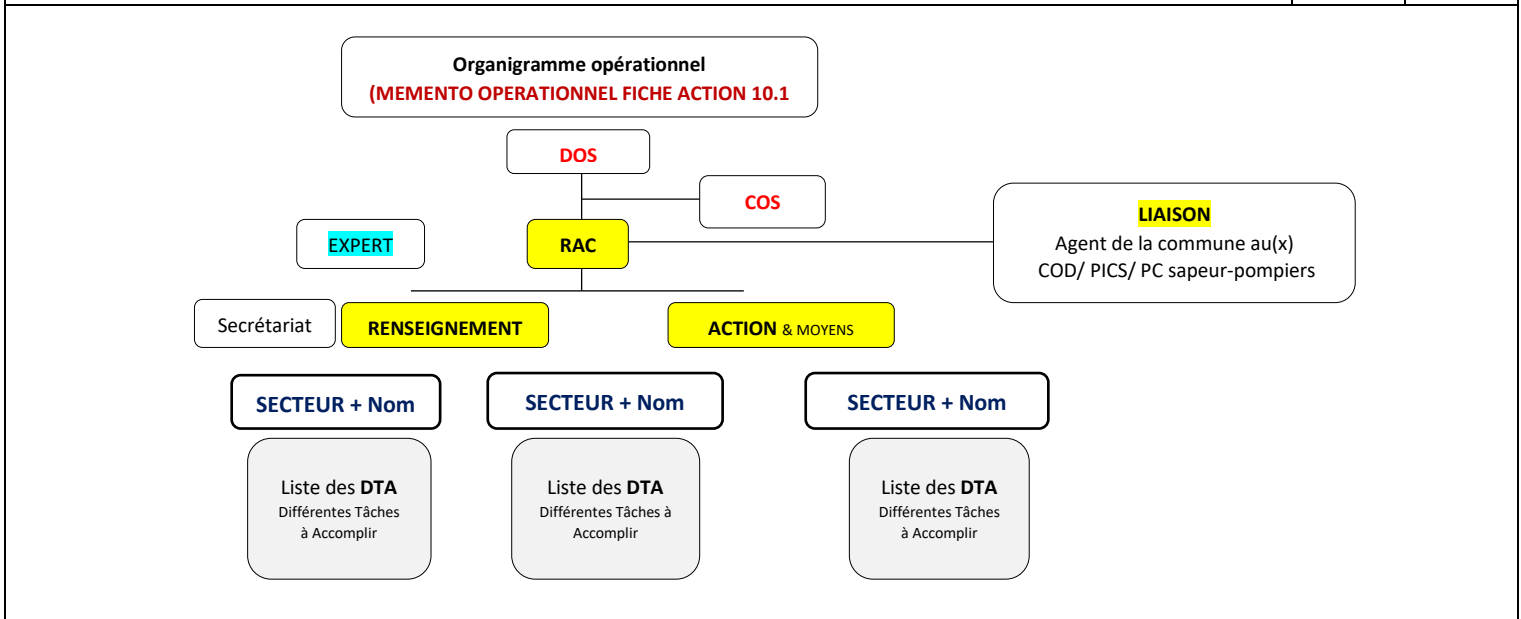 Organigramme opérationnel
(MEMENTO OPERATIONNEL FICHE ACTION 10.1
DOS
COS
LIAISON
Agent de la commune au(x)
COD/ PICS/ PC sapeur-pompiers
EXPERT
RAC
Secrétariat
RENSEIGNEMENT
ACTION & MOYENS
SECTEUR + Nom
SECTEUR + Nom
SECTEUR + Nom
Liste des DTA
Différentes Tâches
à Accomplir
Liste des DTA
Différentes Tâches à
Accomplir
Liste des DTA
Différentes Tâches
à Accomplir